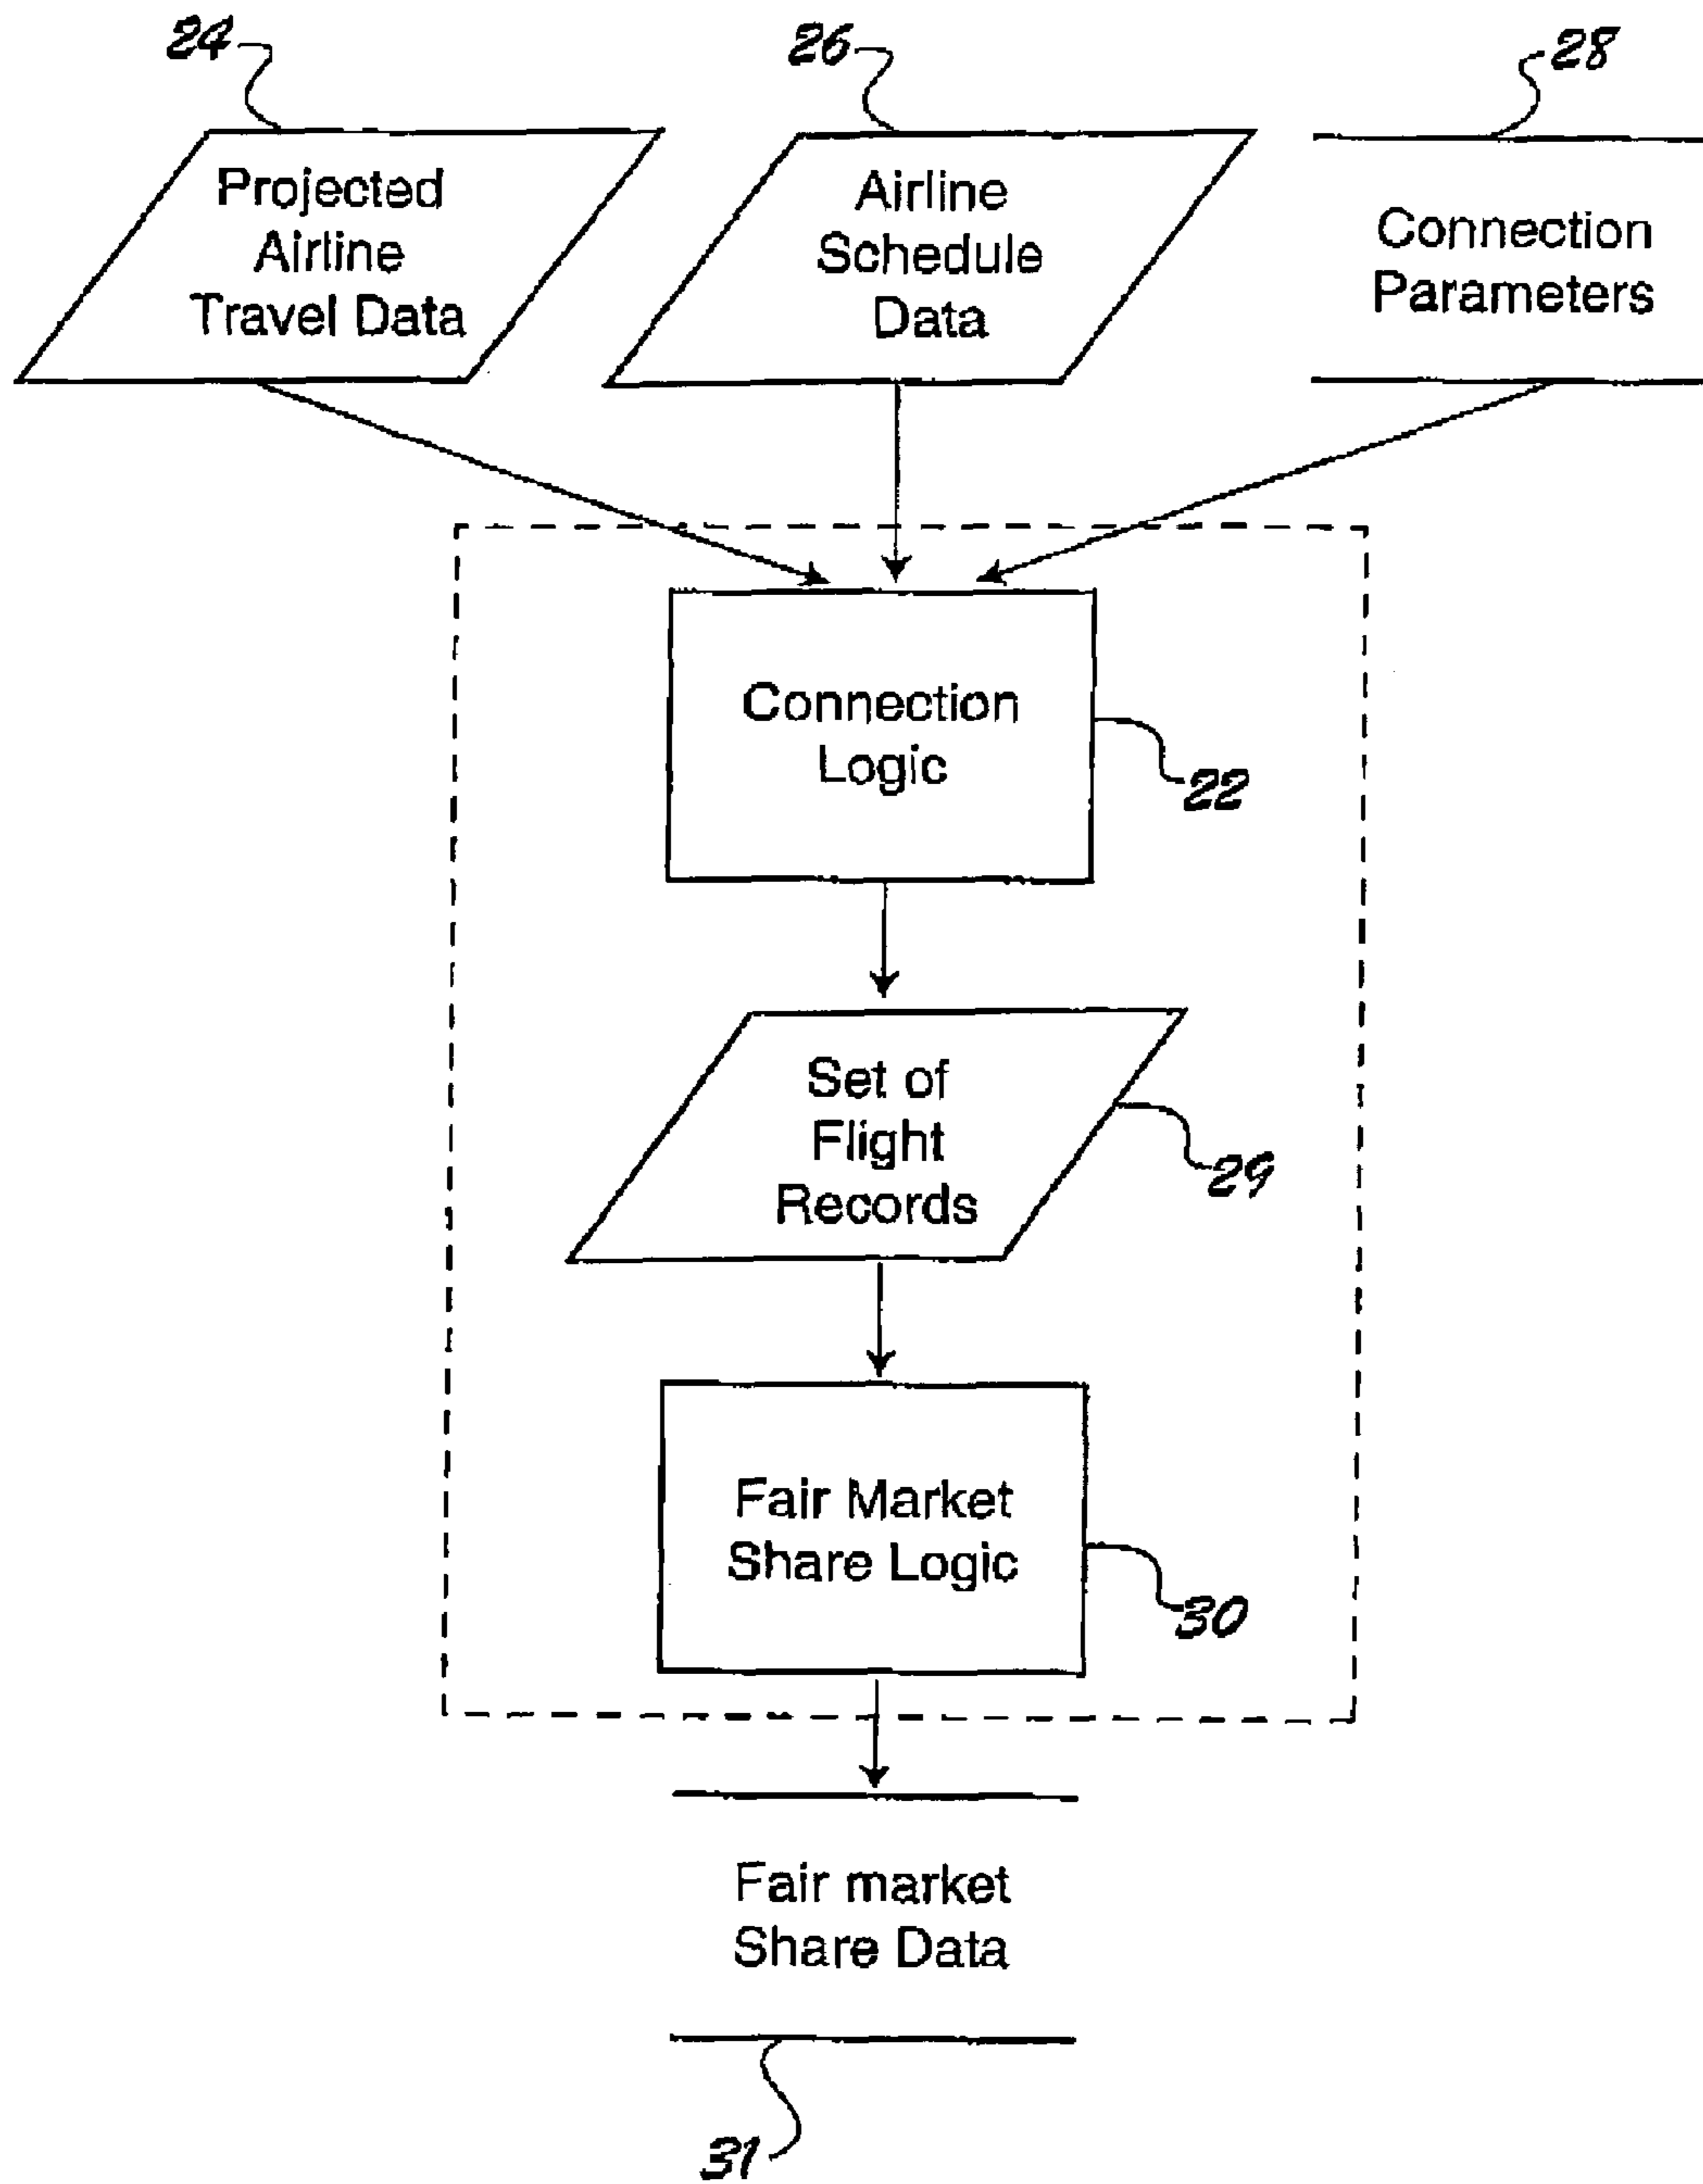 24
26
28
Projected
Airline
Travel Data
Airline
Schedule
Data
Connection
Parameters
Connection
Logic
22
Set of
Flight
Records
29
Fair Market
Share Logic
30
Fair market
Share Data
31